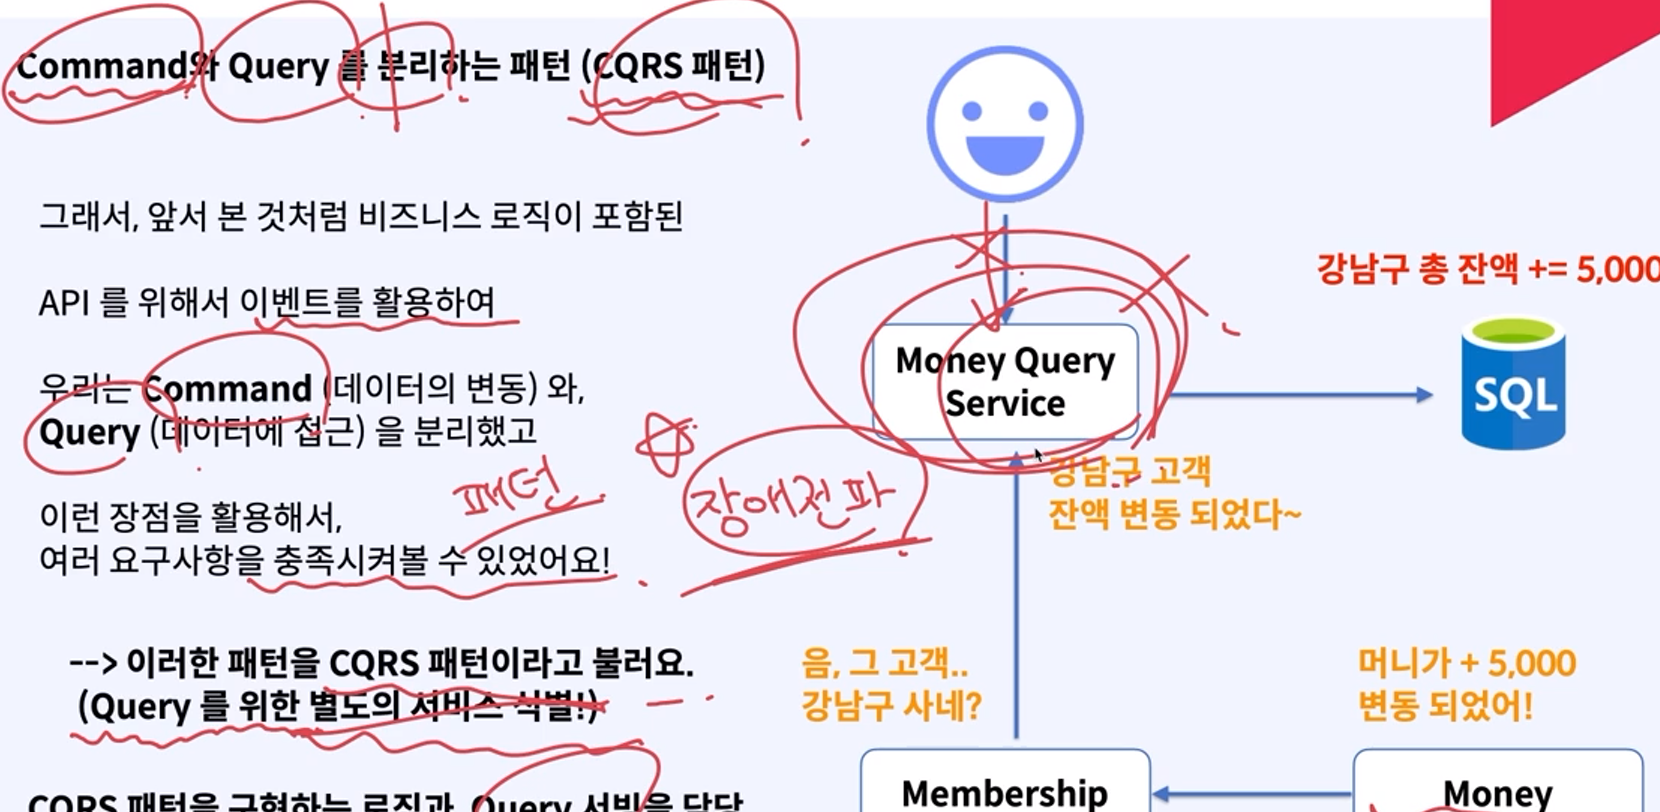 Command와 Query 를 분리하는 패턴 (CQRS 패턴)
그래서, 앞서 본 것처럼 비즈니스 로직이 포함된
API 를 위해서 이벤트를 활용하여
우리는 Command (데이터의 변동) 와,
Query (데이터에 접근) 을 분리했고
이런 장점을 활용해서,
여러 요구사항을 충족시켜볼 수 있었어요!
패턴
장애전파
--> 이러한 패턴을 CQRS 패턴이라고 불러요.
(Query 를 위한 별도의 서비스 식별!)
CQRS 패턴을 구현하는 로직과, Query 서빙을 담당
Money Query
Service
강남구 총 잔액 += 5,000
SQL
강남구 고객
잔액 변동 되었다~
음, 그 고객..
강남구 사네?
머니가 + 5,000
변동 되었어!
Membership
Money